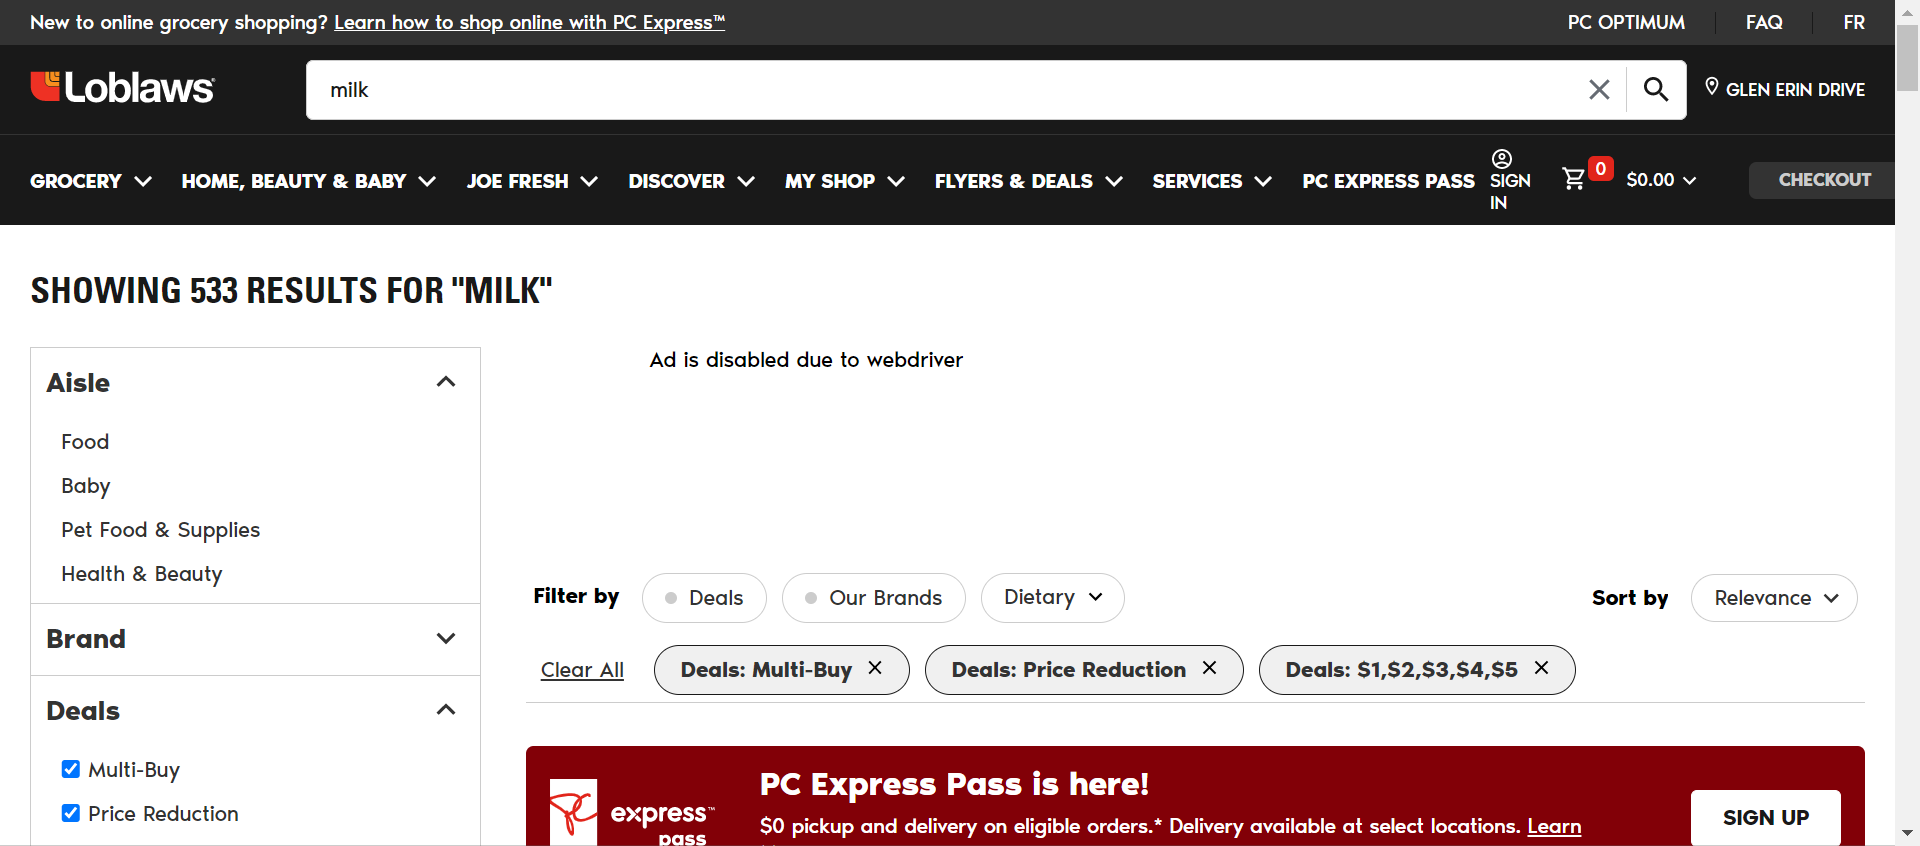 New to online grocery shopping? Learn how to shop online with PC Express™
PC OPTIMUM
FAQ
FR
Loblaws
milk
GLEN ERIN DRIVE
GROCERY
HOME, BEAUTY & BABY
JOE FRESH
DISCOVER
MY SHOP
FLYERS & DEALS
SERVICES
PC EXPRESS PASS
SIGN
IN
0
$0.00
CHECKOUT
SHOWING 533 RESULTS FOR "MILK"
Aisle
Food
Baby
Pet Food & Supplies
Health & Beauty
Brand
Deals
Multi-Buy
Price Reduction
Ad is disabled due to webdriver
Filter by
Deals
Our Brands
Dietary
Sort by
Relevance
Clear All
Deals: Multi-Buy
Deals: Price Reduction
Deals: $1,$2,$3,$4,$5
express™
pass
PC Express Pass is here!
$0 pickup and delivery on eligible orders.* Delivery available at select locations. Learn
SIGN UP